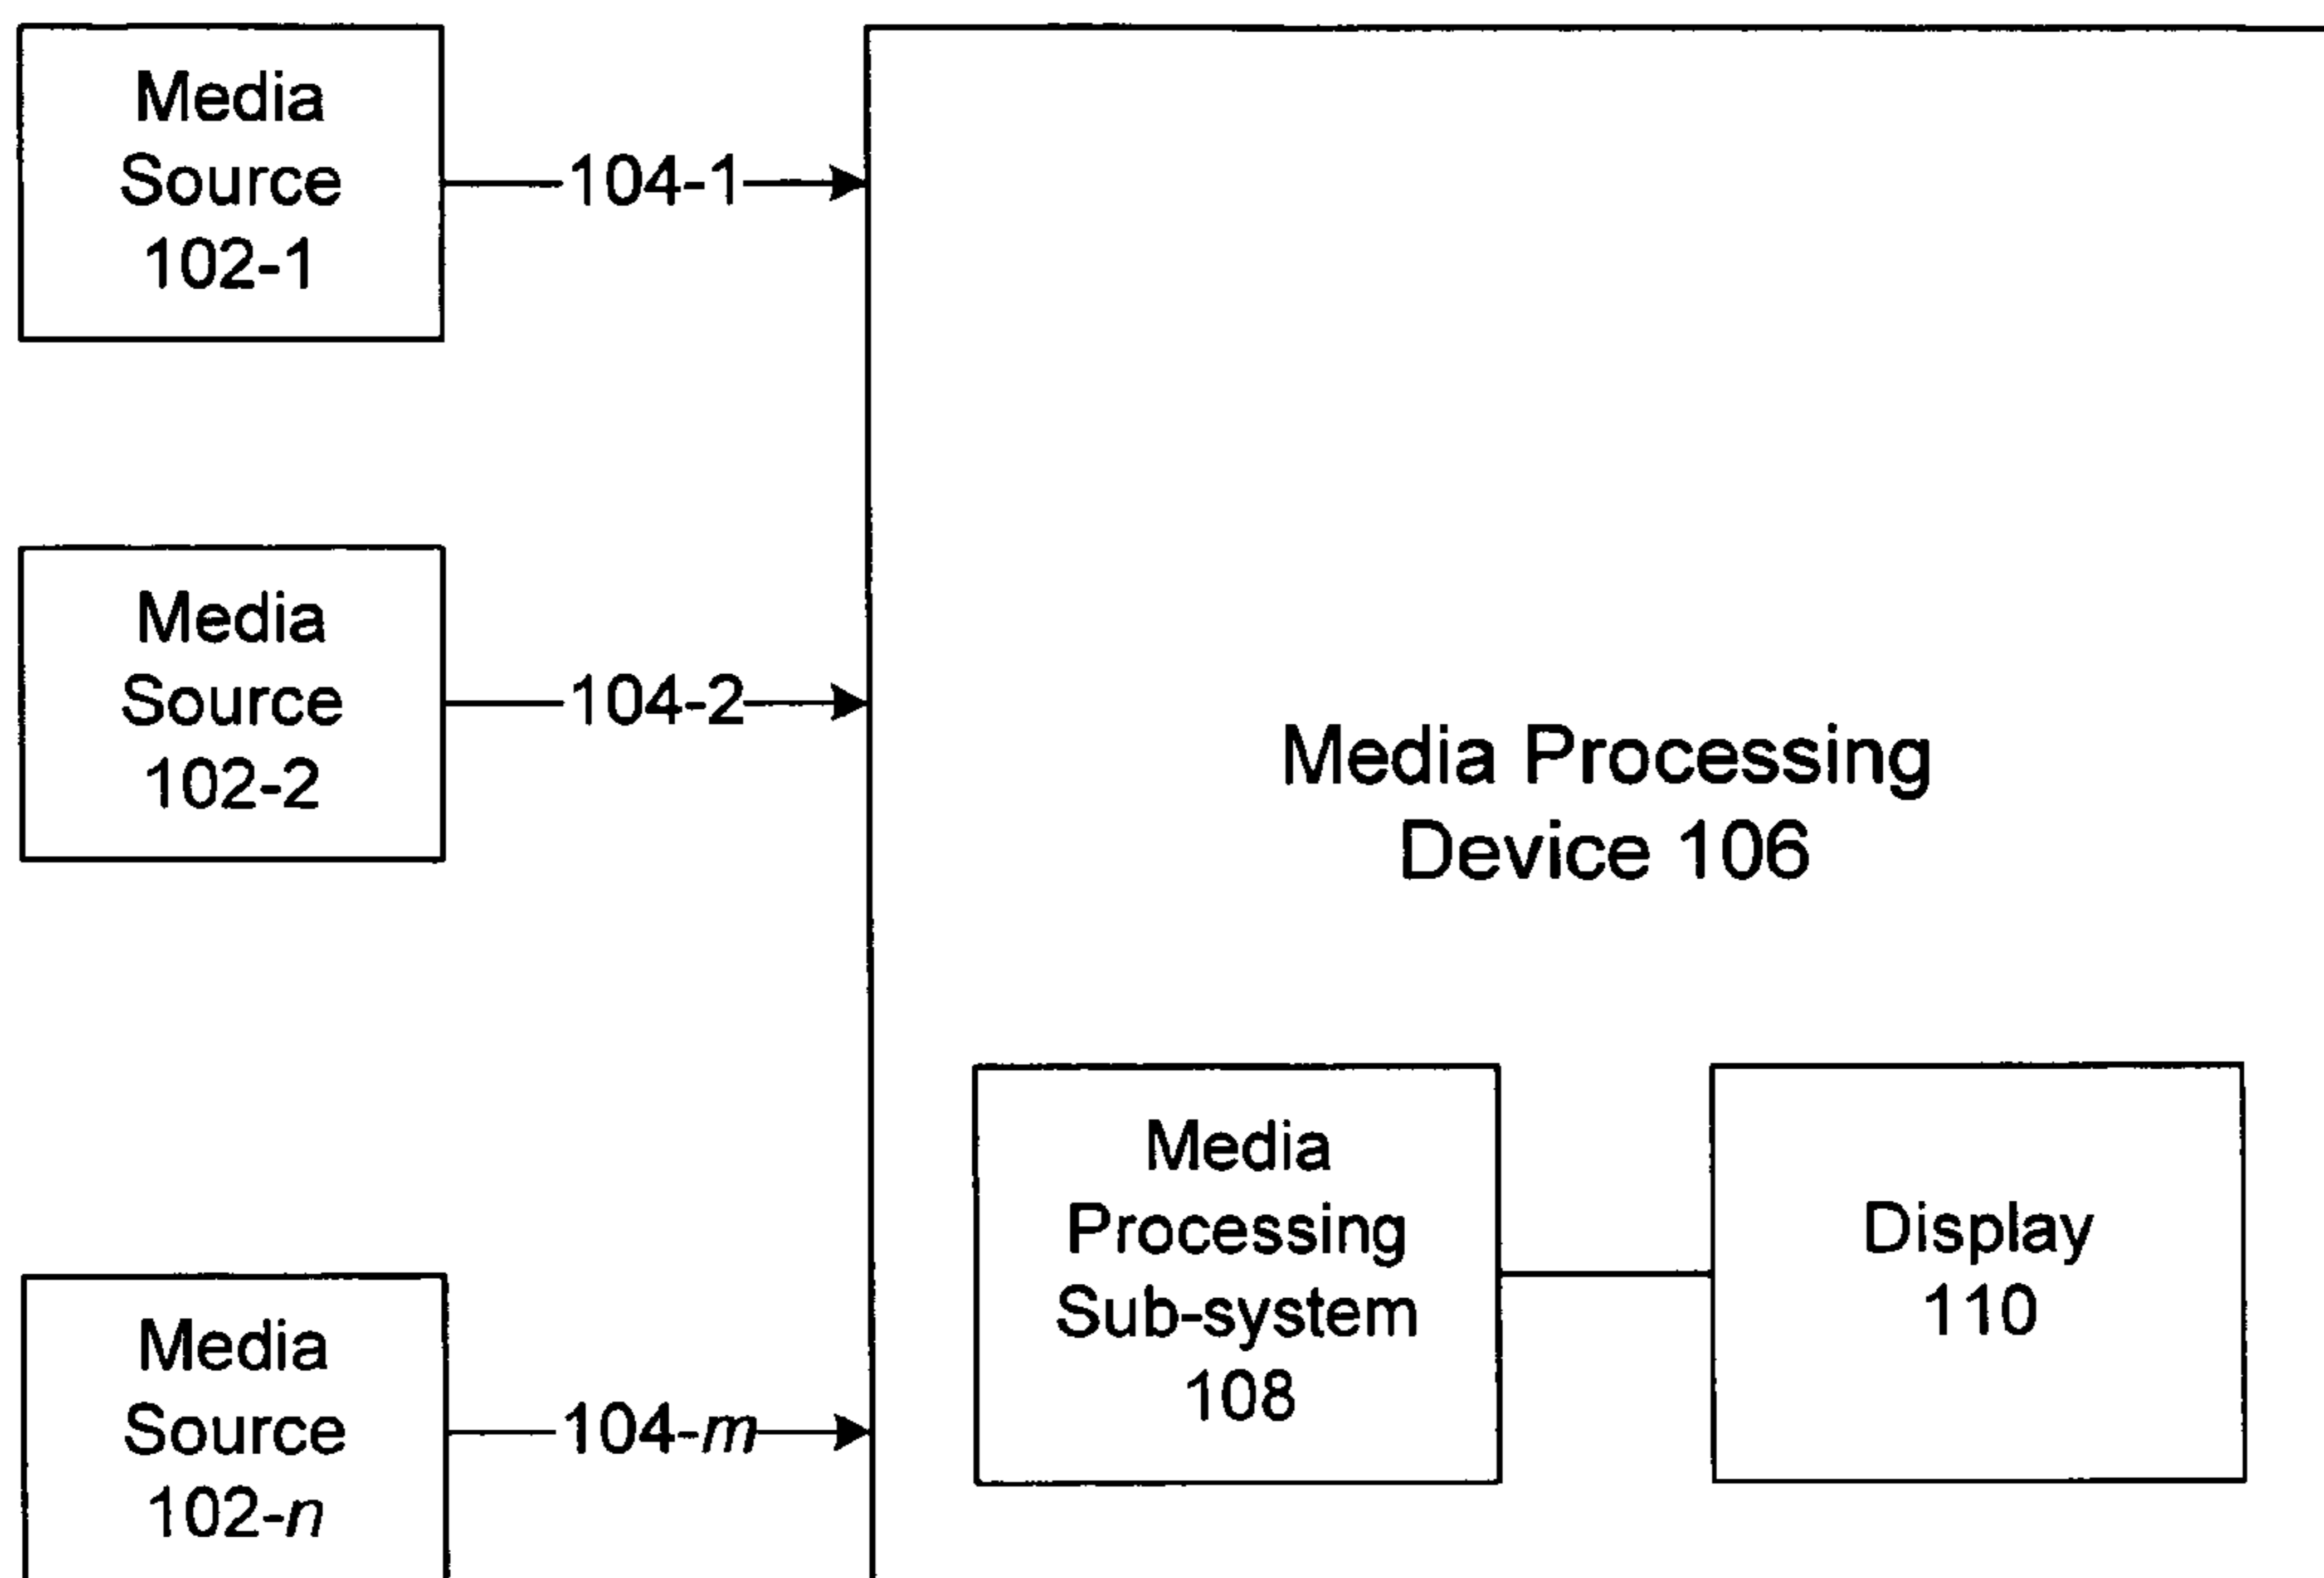 Media
Source
102-1
104-1
Media
Source
102-2
104-2
Media Processing
Device 106
Media
Processing
Sub-system
108
Display
110
Media
Source
102-n
104-m